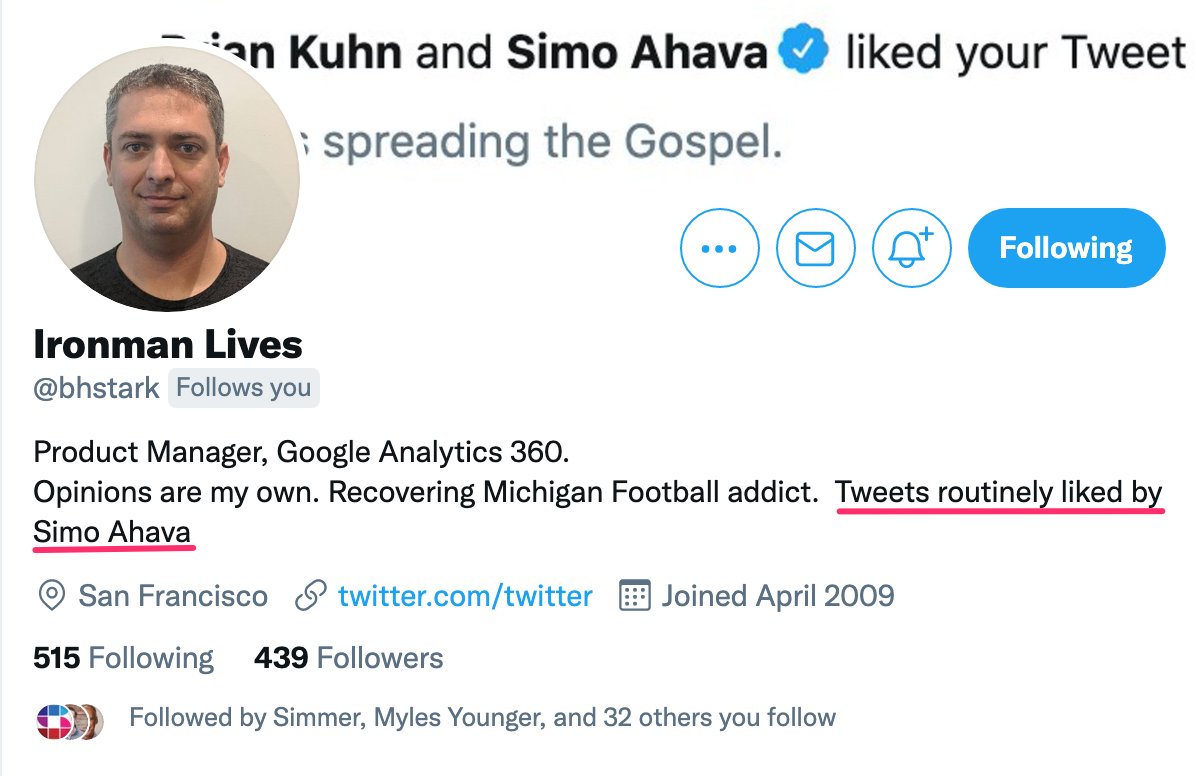 Brian Kuhn and Simo Ahava liked your Tweet
spreading the Gospel.
Following
Ironman Lives
@bhstark Follows you
Product Manager, Google Analytics 360.
Opinions are my own. Recovering Michigan Football addict. Tweets routinely liked by
Simo Ahava
San Francisco twitter.com/twitter Joined April 2009
515 Following 439 Followers
Followed by Simmer, Myles Younger, and 32 others you follow